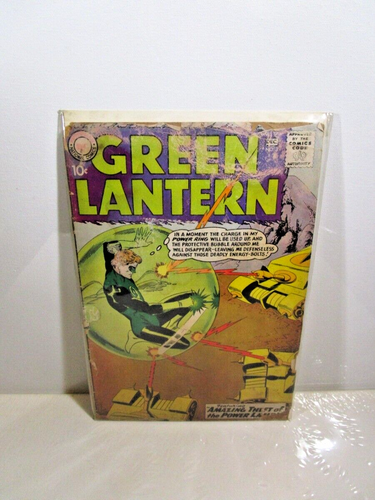 APPROVED
BY THE
COMICS
CODE
AUTHORITY
10¢
GREEN
LANTERN
IN A MOMENT THE CHARGE IN MY
POWER RING WILL BE USED UP AND
THE PROTECTIVE BUBBLE AROUND ME
WILL DISAPPEAR--LEAVING ME DEFENSELESS
AGAINST THOSE DEADLY ENERGY-BOLTS!
"AMAZING THEFT of
the POWER LA